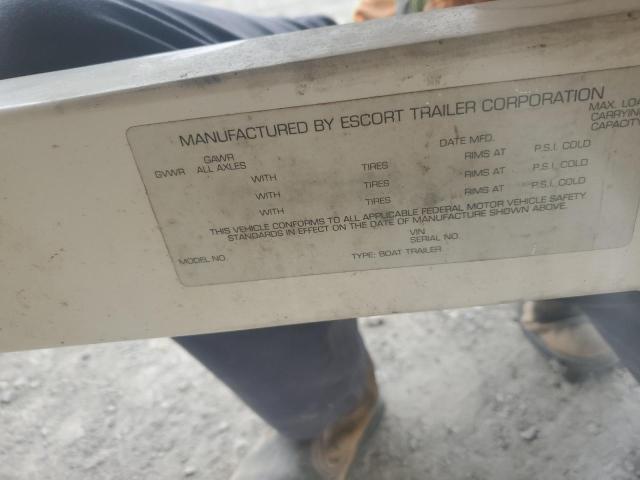 MANUFACTURED BY ESCORT TRAILER CORPORATION
MAX. LOA
CARRYING
CAPACITY
DATE MFD.
GVWR
GAWR
ALL AXLES
WITH TIRES RIMS AT P.S.I. COLD
WITH TIRES RIMS AT P.S.I. COLD
WITH TIRES RIMS AT P.S.I. COLD
THIS VEHICLE CONFORMS TO ALL APPLICABLE FEDERAL MOTOR VEHICLE SAFETY
STANDARDS IN EFFECT ON THE DATE OF MANUFACTURE SHOWN ABOVE.
VIN
SERIAL NO.
MODEL NO.
TYPE: BOAT TRAILER